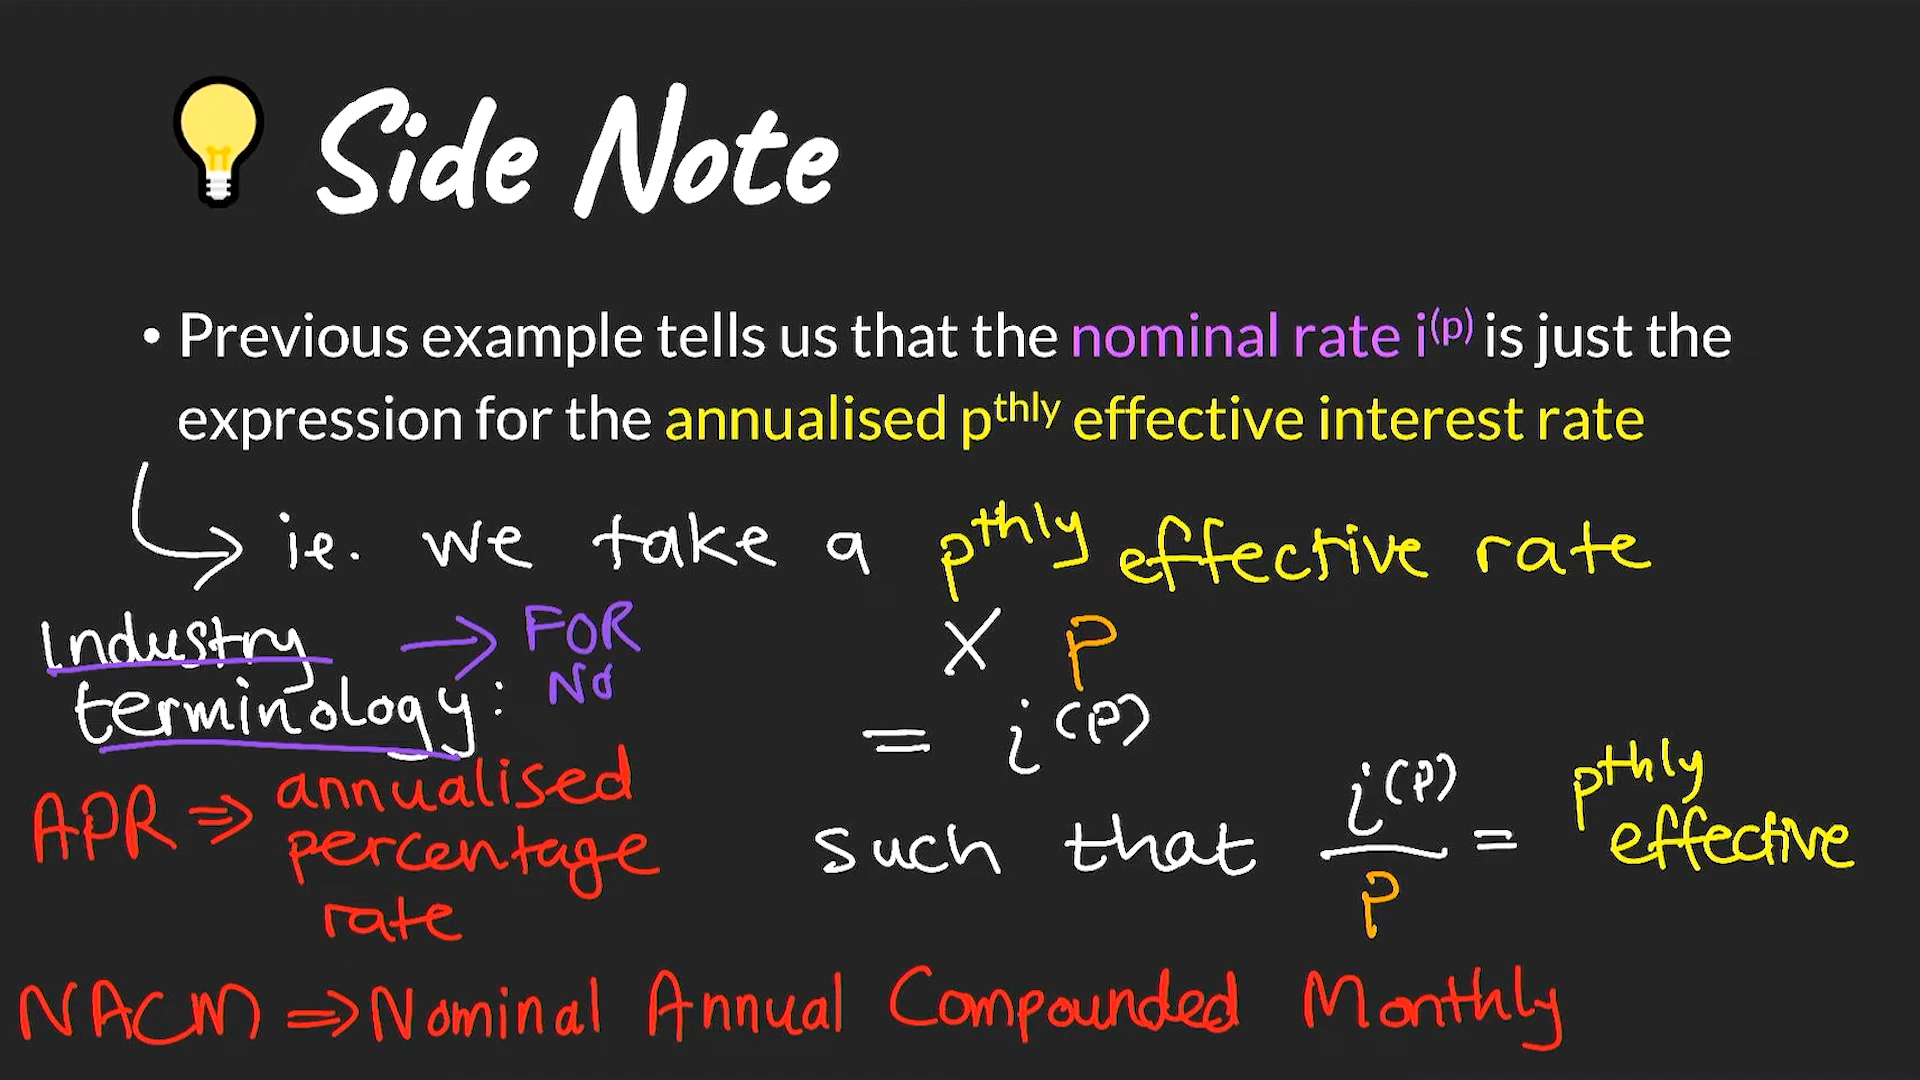 Side Note
• Previous example tells us that the nominal rate i⁽ᵖ⁾ is just the
expression for the annualised pᵗʰˡʸ effective interest rate
ie. we take a pᵗʰˡʸ effective rate
x p
= i⁽ᵖ⁾
such that i⁽ᵖ⁾/p = pᵗʰˡʸ effective
Industry
terminology:
→ FOR
No
APR ⇒ annualised
percentage
rate
NACM ⇒ Nominal Annual Compounded Monthly